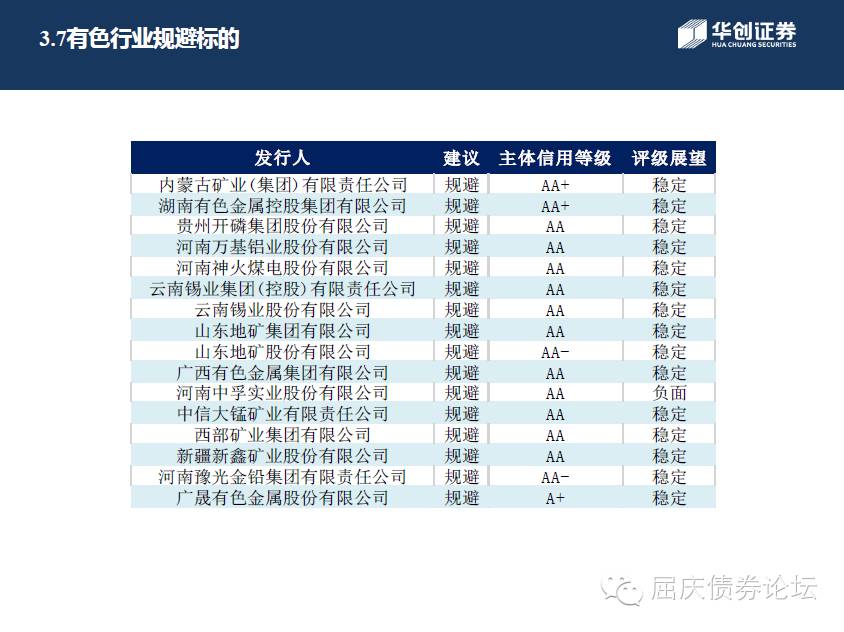 3.7有色行业规避标的
华创证券
HUA CHUANG SECURITIES
发行人 建议 主体信用等级 评级展望
内蒙古矿业(集团)有限责任公司 规避 AA+ 稳定
湖南有色金属控股集团有限公司 规避 AA+ 稳定
贵州开磷集团股份有限公司 规避 AA 稳定
河南万基铝业股份有限公司 规避 AA 稳定
河南神火煤电股份有限公司 规避 AA 稳定
云南锡业集团(控股)有限责任公司 规避 AA 稳定
云南锡业股份有限公司 规避 AA 稳定
山东地矿集团有限公司 规避 AA 稳定
山东地矿股份有限公司 规避 AA- 稳定
广西有色金属集团有限公司 规避 AA 稳定
河南中孚实业股份有限公司 规避 AA 负面
中信大锰矿业有限责任公司 规避 AA 稳定
西部矿业集团有限公司 规避 AA 稳定
新疆新鑫矿业股份有限公司 规避 AA 稳定
河南豫光金铅集团有限责任公司 规避 AA- 稳定
广晟有色金属股份有限公司 规避 A+ 稳定
屈庆债券论坛